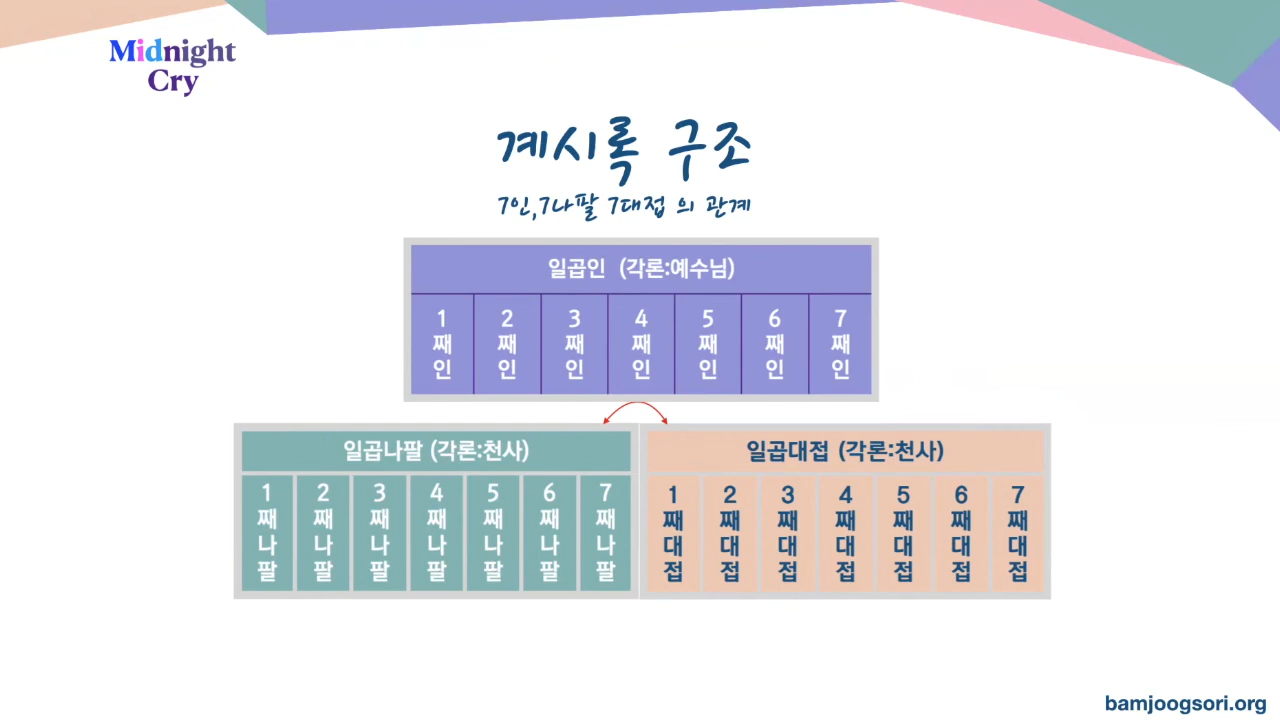 Midnight
Cry
계시록 구조
7인,7나팔 7대접 의 관계
일곱인 (각론:예수님)
1째인 2째인 3째인 4째인 5째인 6째인 7째인
일곱나팔 (각론:천사)
1째나팔 2째나팔 3째나팔 4째나팔 5째나팔 6째나팔 7째나팔
일곱대접 (각론:천사)
1째대접 2째대접 3째대접 4째대접 5째대접 6째대접 7째대접
bamjoogsori.org